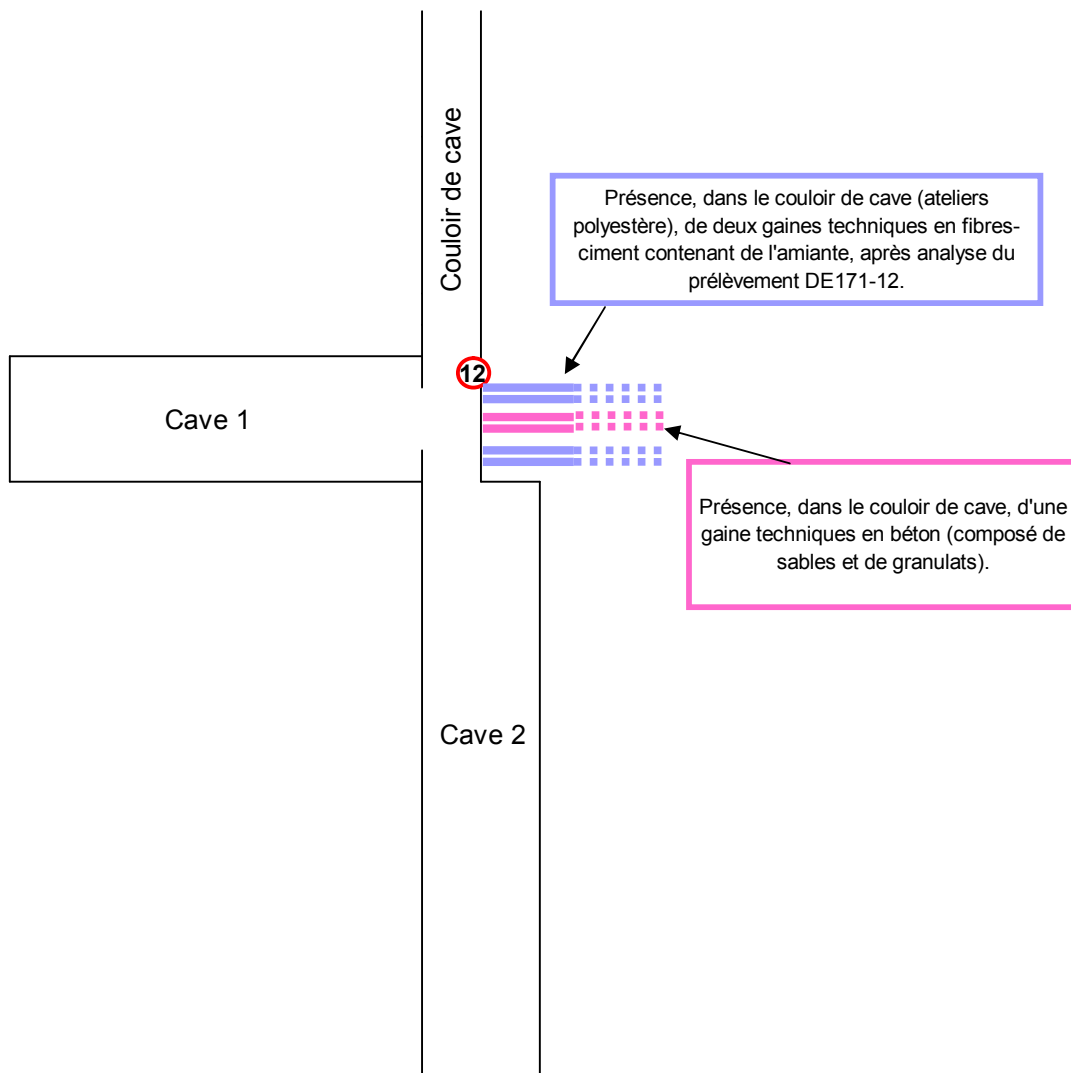 Couloir de cave
Présence, dans le couloir de cave (ateliers
polyestère), de deux gaines techniques en fibres-
ciment contenant de l'amiante, après analyse du
prélèvement DE171-12.
12
Cave 1
Présence, dans le couloir de cave, d'une
gaine techniques en béton (composé de
sables et de granulats).
Cave 2